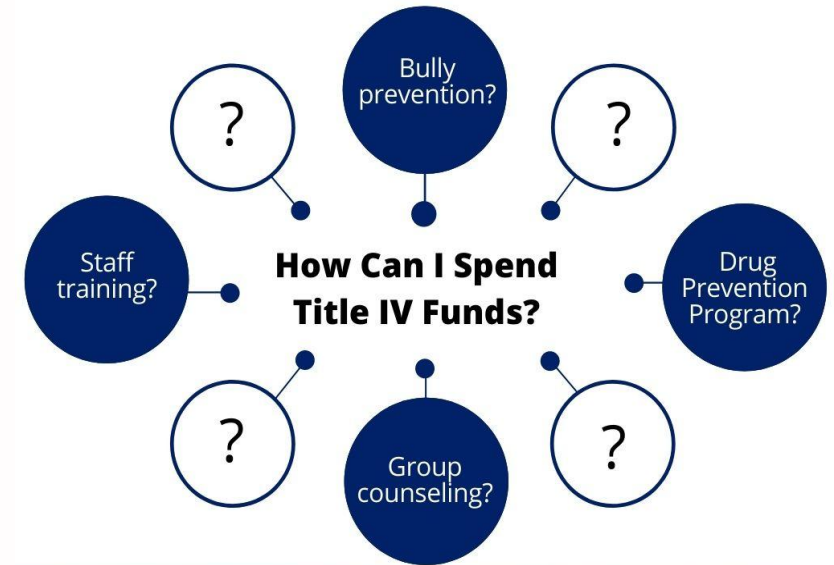 Bully
prevention?
?
?
Staff
training?
How Can I Spend
Title IV Funds?
Drug
Prevention
Program?
?
Group
counseling?
?